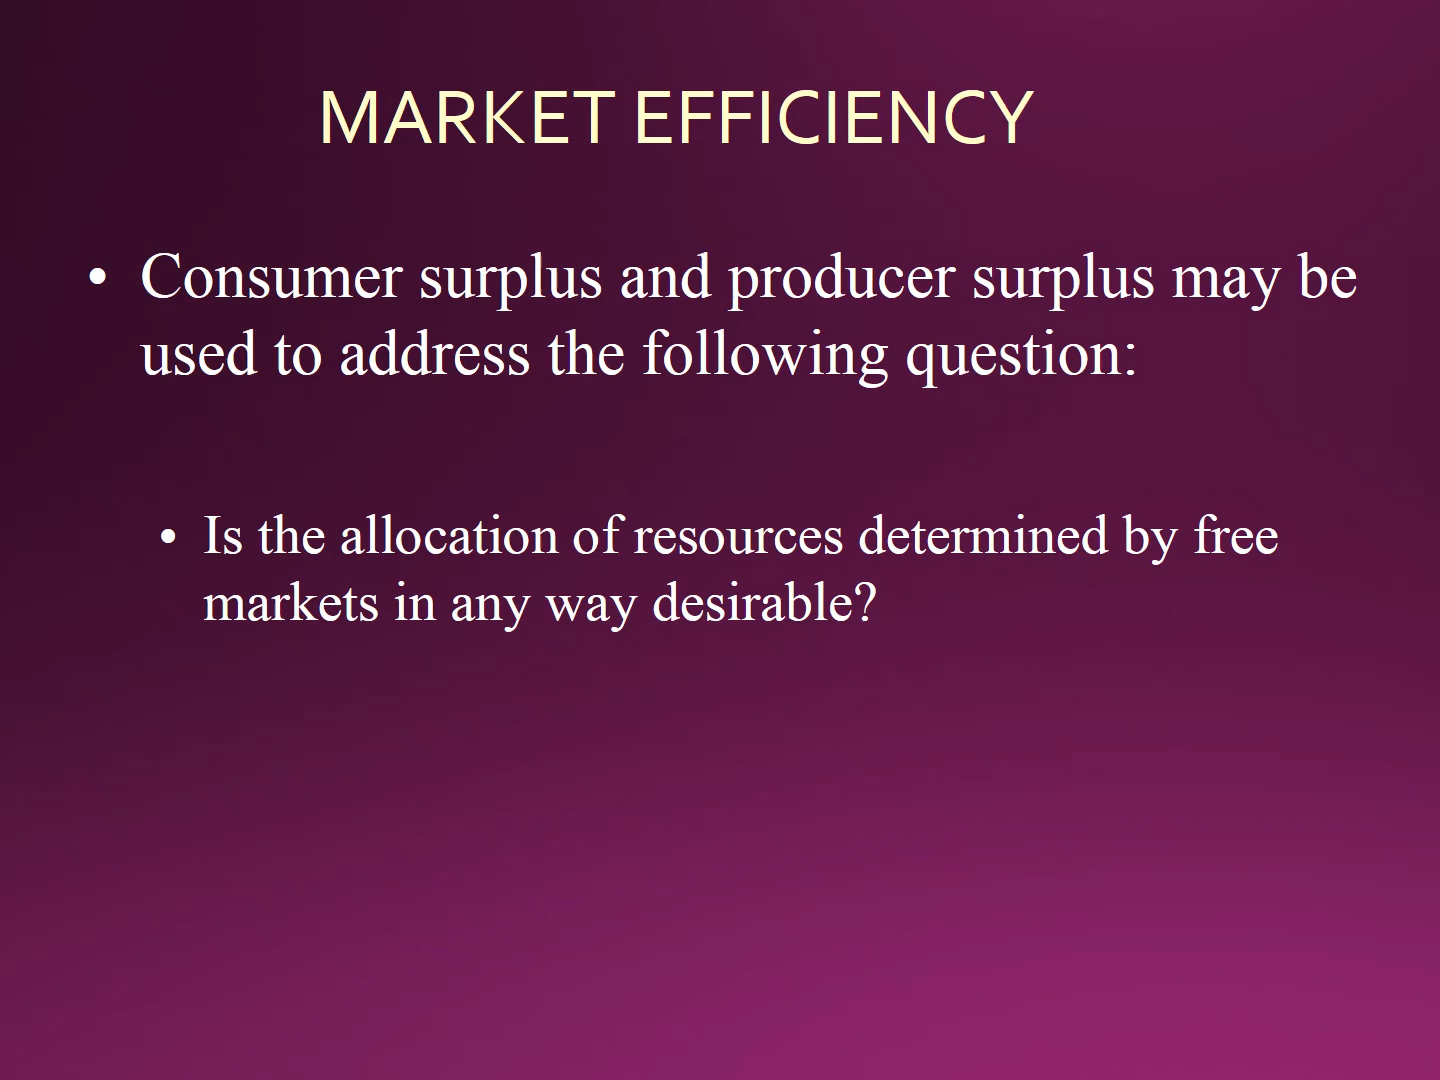 MARKET EFFICIENCY
• Consumer surplus and producer surplus may be
used to address the following question:
• Is the allocation of resources determined by free
markets in any way desirable?